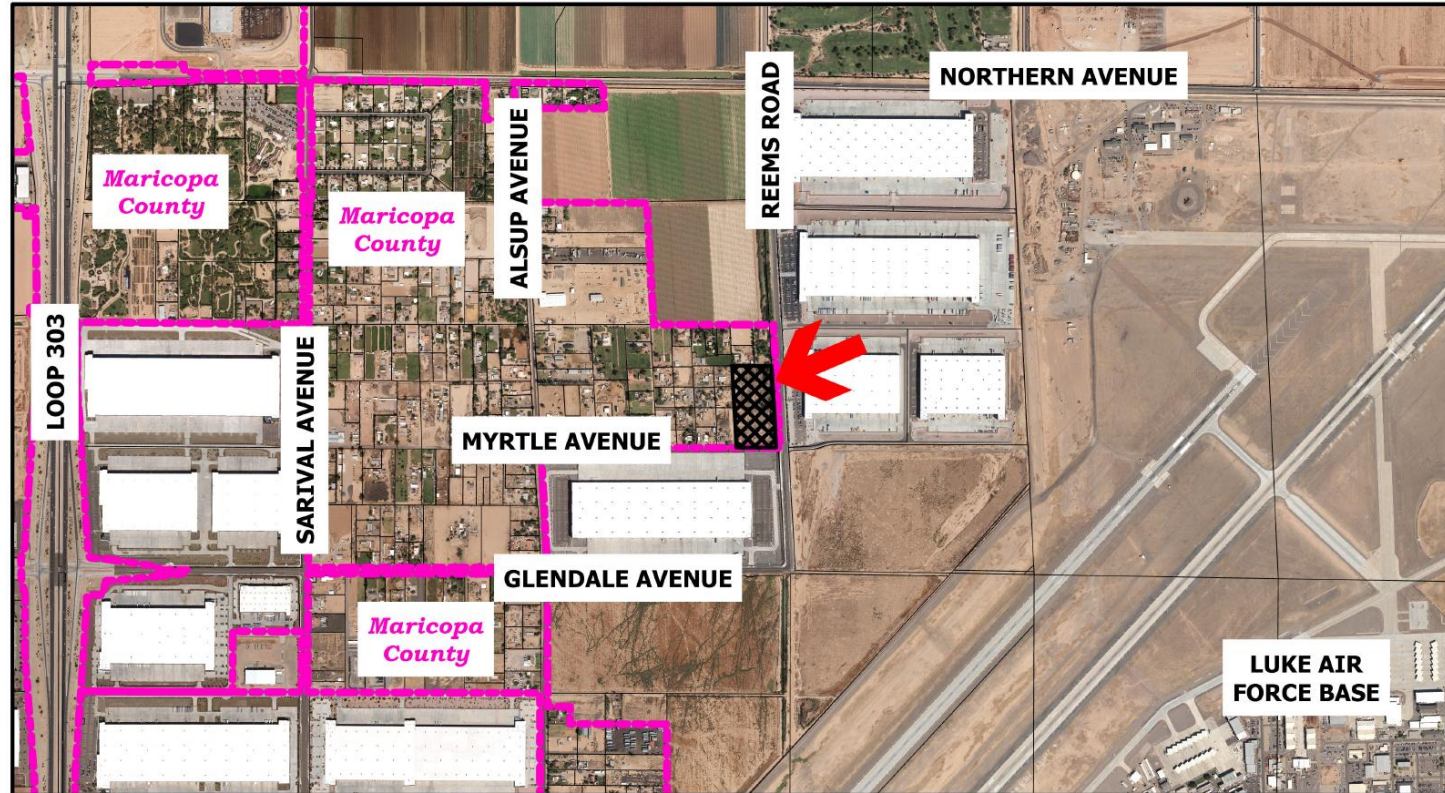 NORTHERN AVENUE
REEMS ROAD
ALSUP AVENUE
Maricopa
County
Maricopa
County
LOOP 303
SARIVAL AVENUE
MYRTLE AVENUE
GLENDALE AVENUE
Maricopa
County
LUKE AIR
FORCE BASE